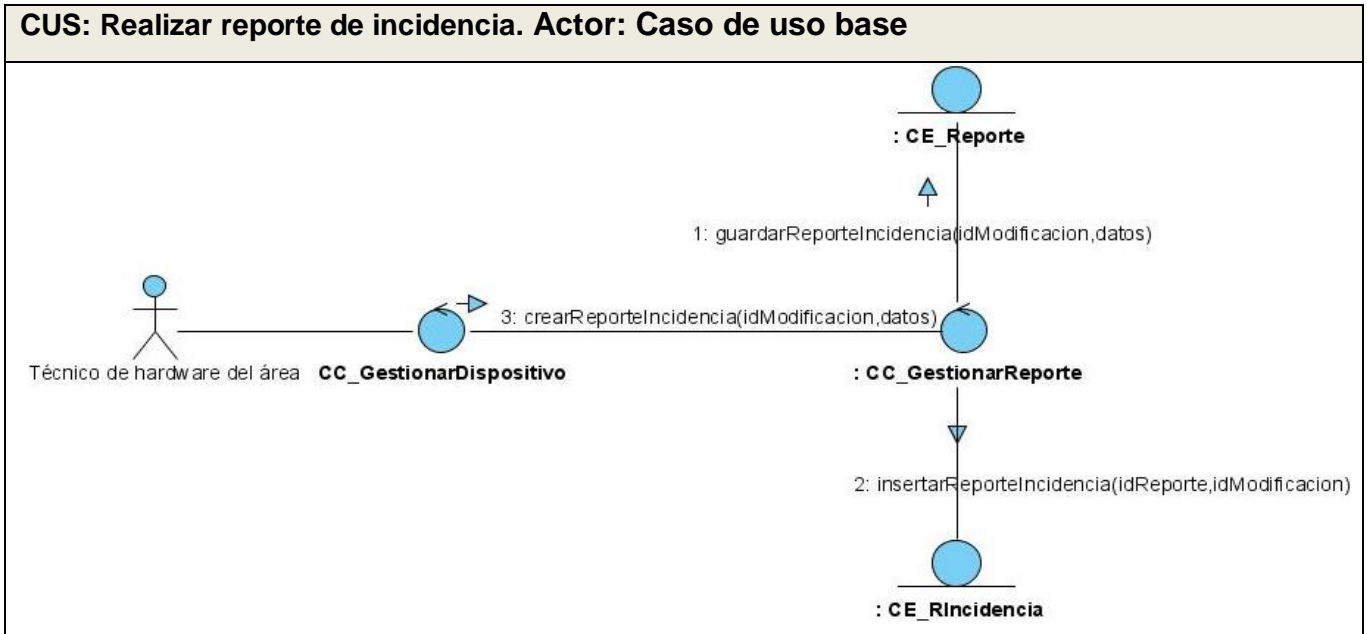 CUS: Realizar reporte de incidencia. Actor: Caso de uso base
: CE_Reporte
1: guardarReporteIncidencia(idModificacion,datos)
3: crearReporteIncidencia(idModificacion,datos)
Técnico de hardware del área
CC_GestionarDispositivo
: CC_GestionarReporte
2: insertarReporteIncidencia(idReporte,idModificacion)
: CE_RIncidencia